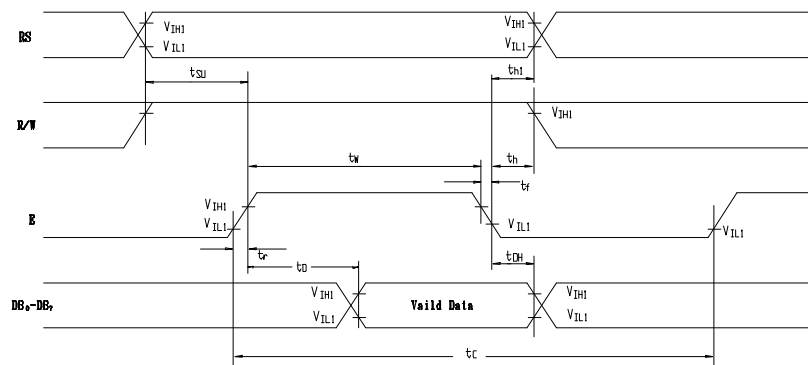 RS
VIH1
VIL1
VIH1
VIL1
tSU
th1
R/W
VIH1
tW
th
tf
E
VIH1
VIL1
VIL1
VIL1
tr
tD
tDH
DB0-DB7
VIH1
VIL1
Vaild Data
VIH1
VIL1
tC